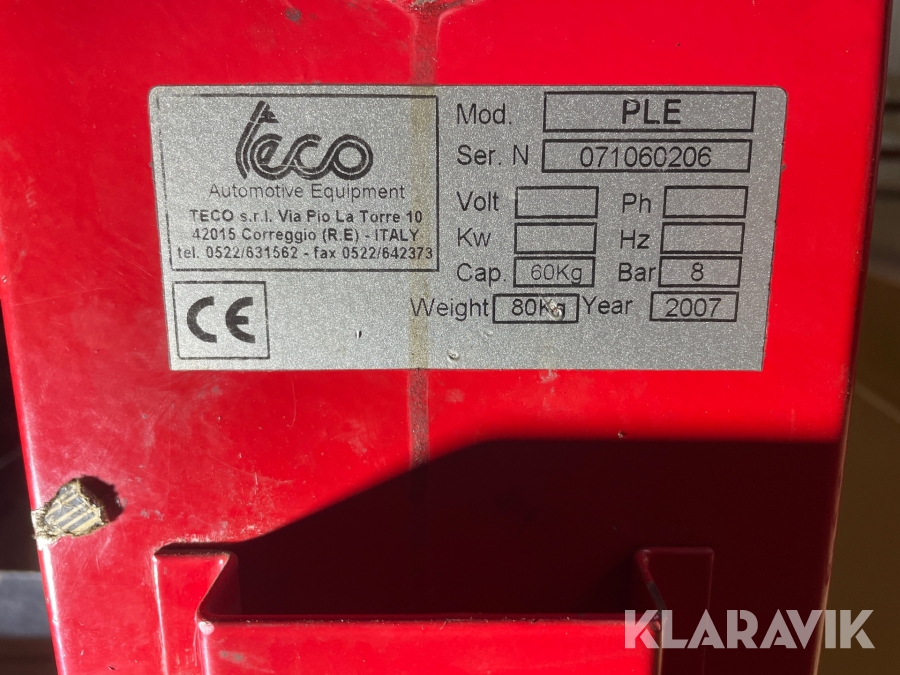 Teco
Automotive Equipment
TECO s.r.l. Via Pio La Torre 10
42015 Correggio (R.E) - ITALY
tel. 0522/631562 - fax 0522/642373
CE
Mod. PLE
Ser. N 071060206
Volt Ph
Kw Hz
Cap. 60Kg Bar 8
Weight 80Kg Year 2007
KLARAVIK